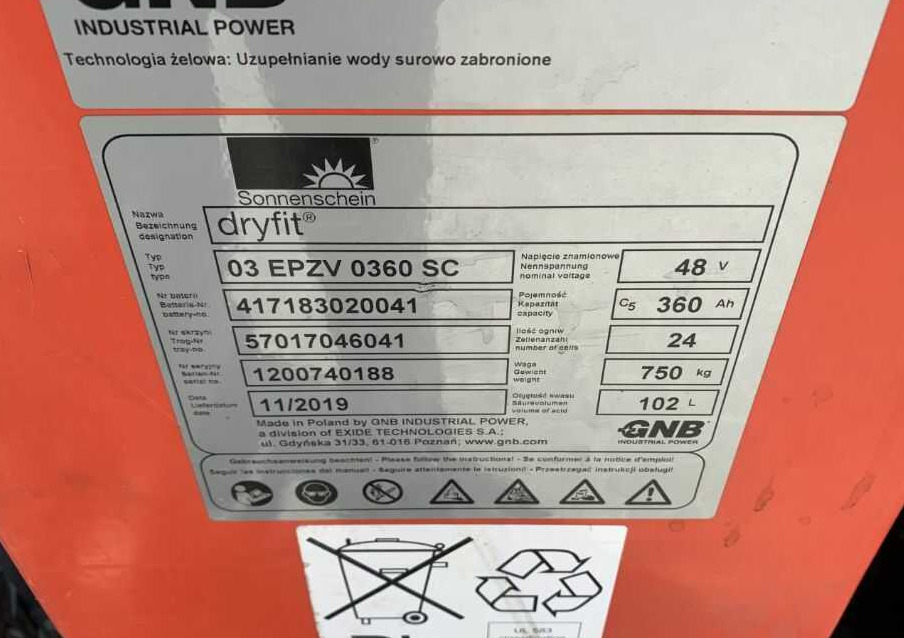 GNB
INDUSTRIAL POWER
Technologia żelowa: Uzupełnianie wody surowo zabronione
Sonnenschein
Nazwa
Bezeichnung
designation
dryfit®
Typ
Typ
type
03 EPZV 0360 SC
Napięcie znamionowe
Nennspannung
nominal voltage
48 V
Nr baterii
Batterie-Nr.
battery-no.
417183020041
Pojemność
Kapazität
capacity
C5 360 Ah
Nr skrzyni
Trog-Nr
tray-no.
57017046041
Ilość ogniw
Zellenanzahl
number of cells
24
Nr seryjny
Serien-Nr.
serial no.
1200740188
Waga
Gewicht
weight
750 kg
Data
Lieferdatum
date
11/2019
Objętość kwasu
Säurevolumen
volume of acid
102 L
Made in Poland by GNB INDUSTRIAL POWER,
a division of EXIDE TECHNOLOGIES S.A.;
ul. Gdyńska 31/33, 61-016 Poznań; www.gnb.com
GNB
INDUSTRIAL POWER
Gebrauchsanweisung beachten! - Please follow the instructions! - Se conformer à la notice d'emploi!
Seguir las instrucciones del manual! - Seguire attentamente le istruzioni! - Przestrzegać instrukcji obsługi!
UL 583